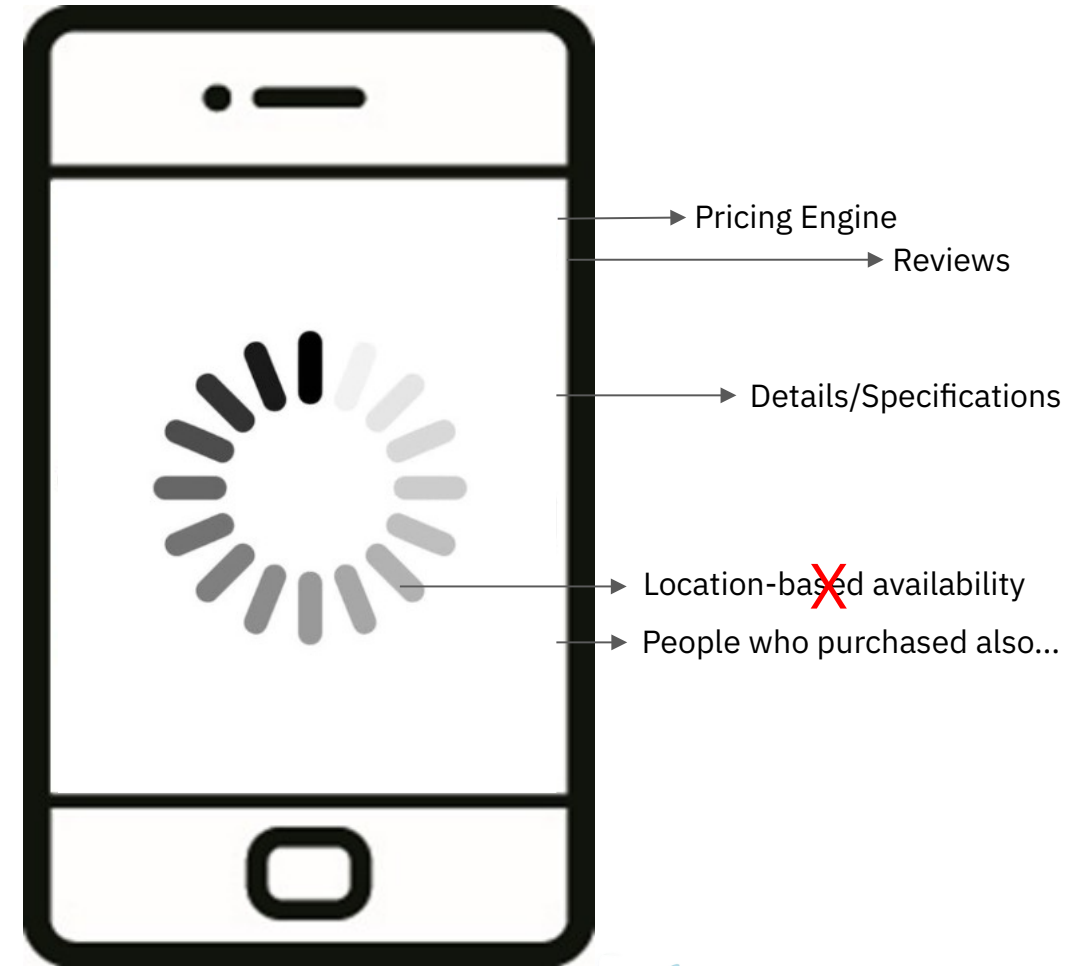 Pricing Engine
Reviews
Details/Specifications
Location-based availability
X
People who purchased also...